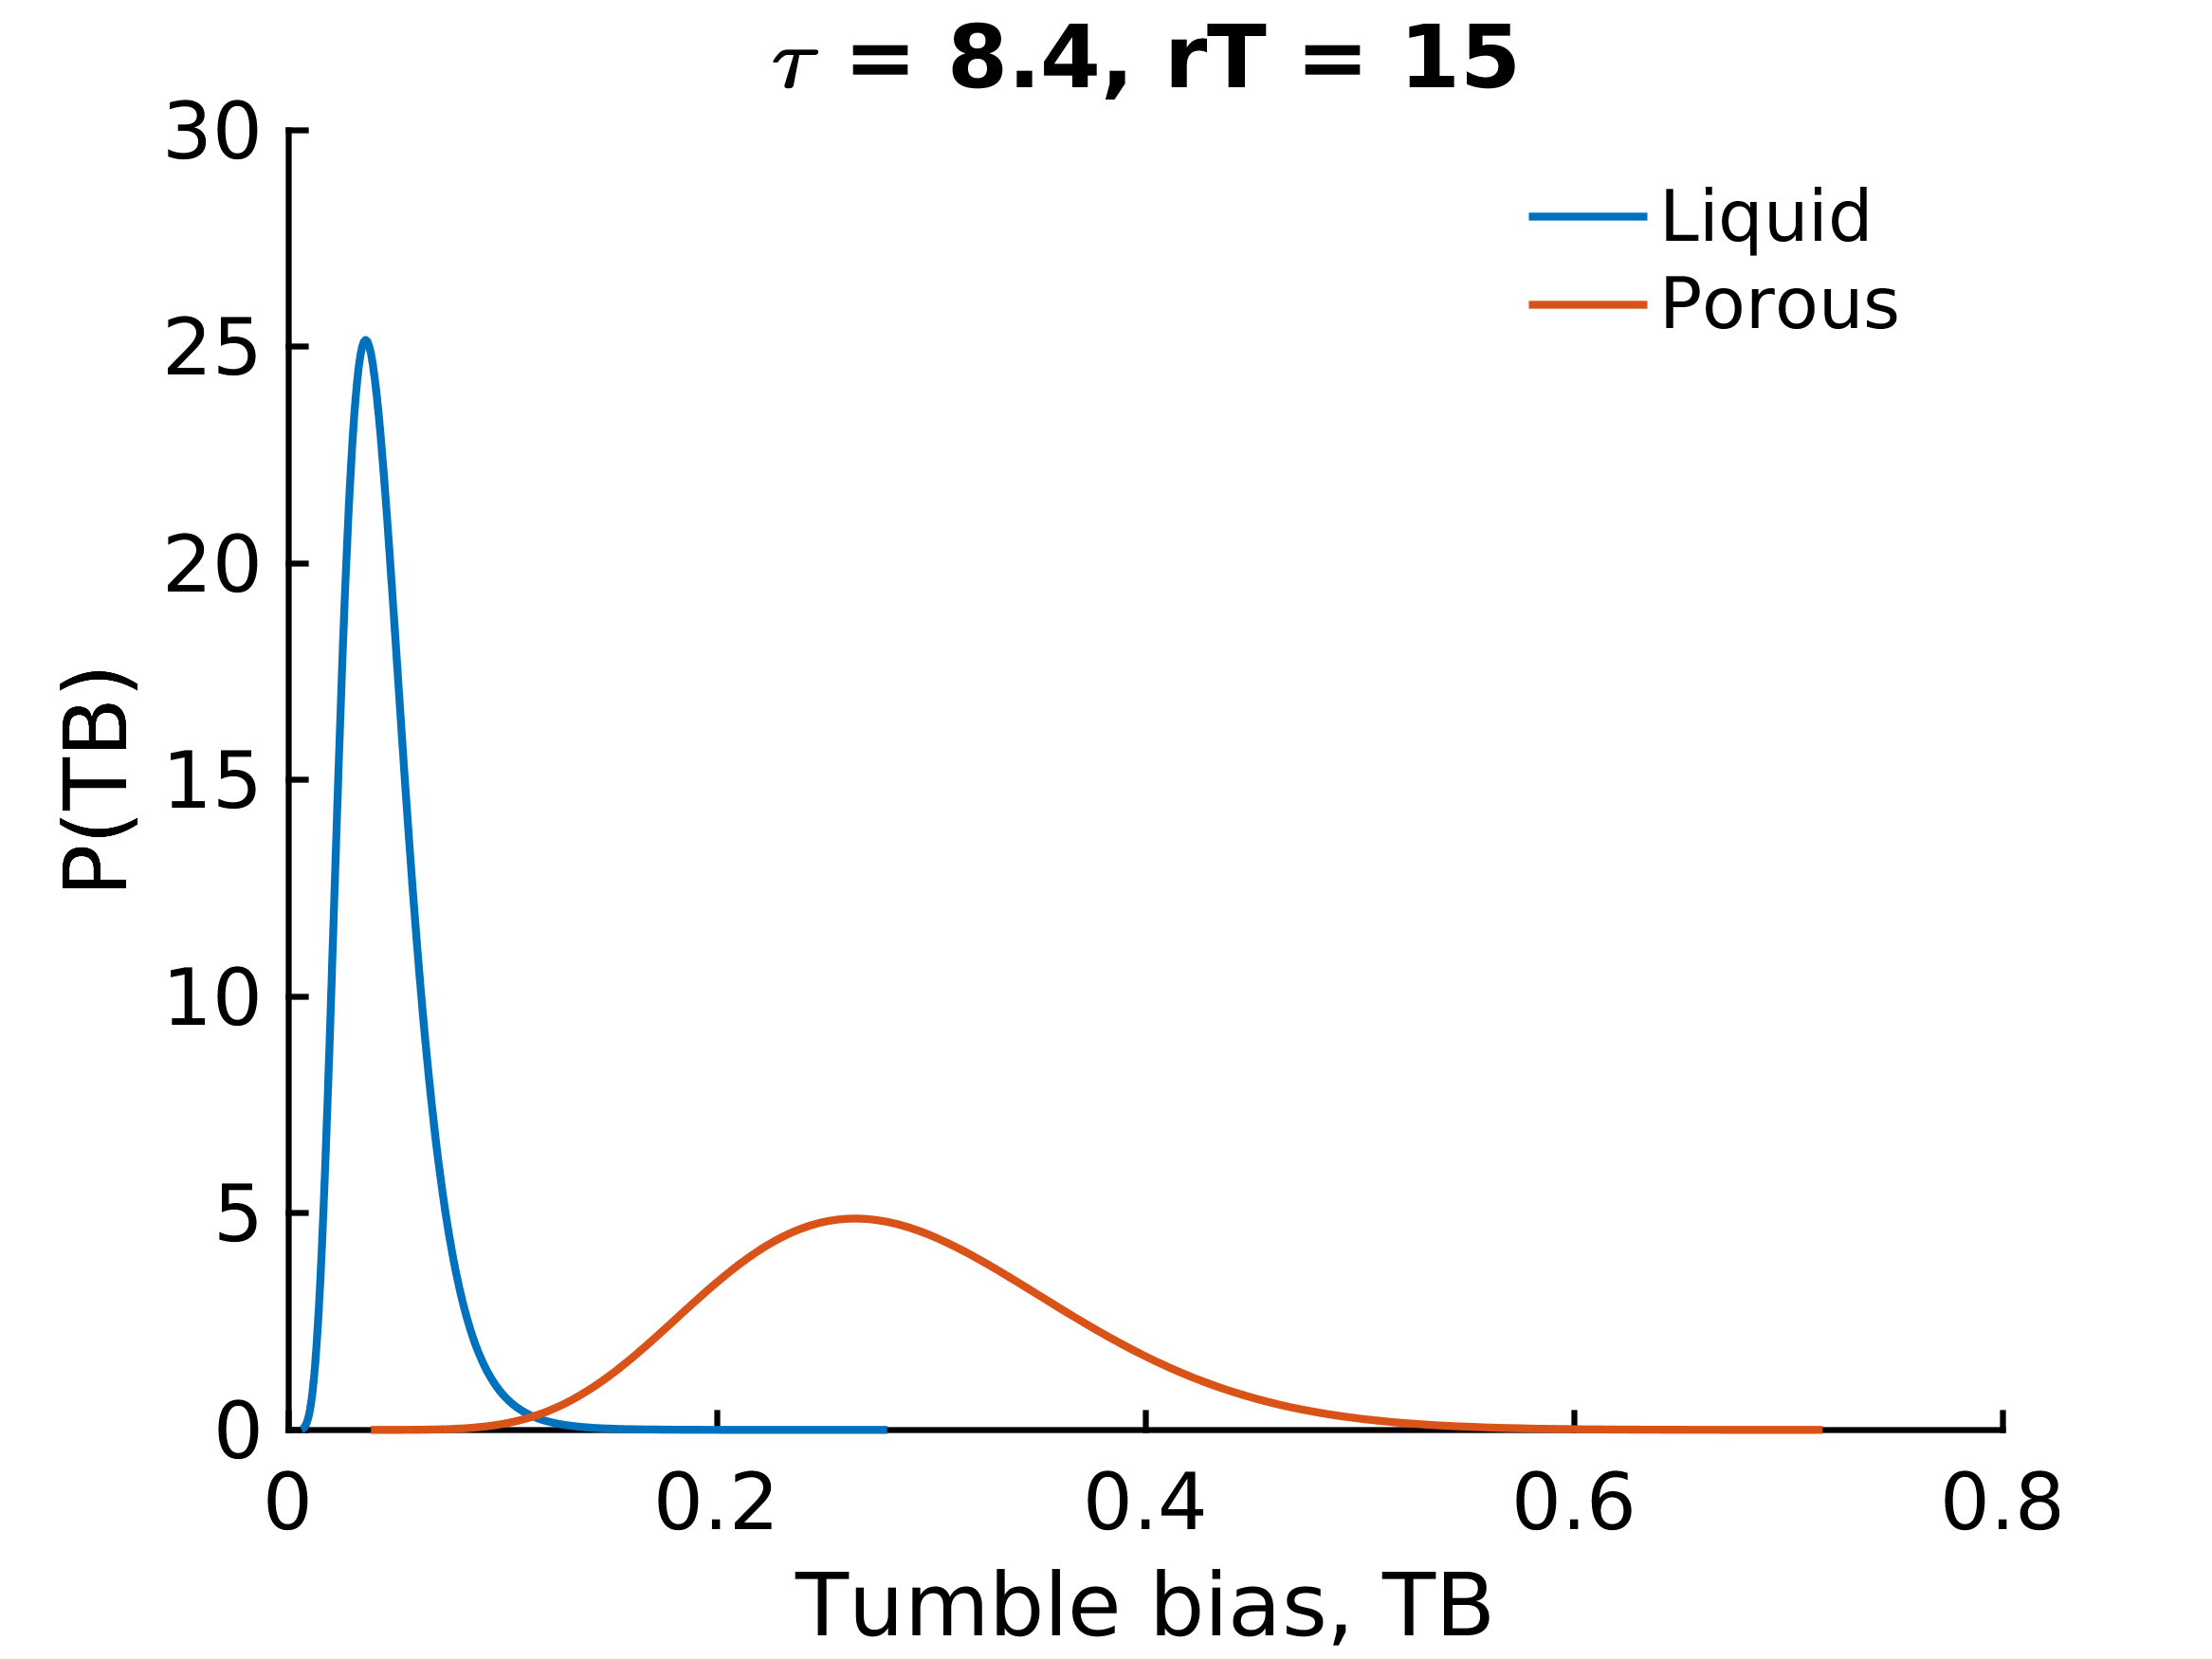 τ = 8.4, rT = 15
30
25
20
15
10
5
0
P(TB)
Liquid
Porous
0 0.2 0.4 0.6 0.8
Tumble bias, TB